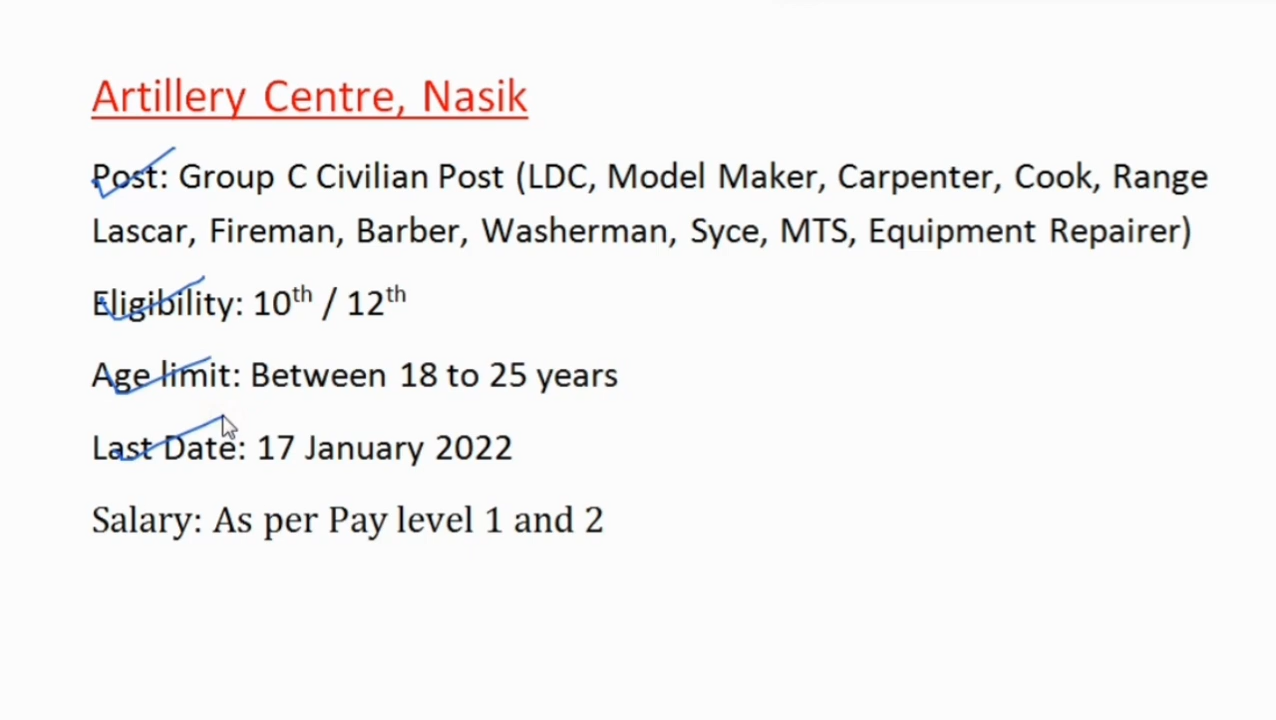 Artillery Centre, Nasik
Post: Group C Civilian Post (LDC, Model Maker, Carpenter, Cook, Range
Lascar, Fireman, Barber, Washerman, Syce, MTS, Equipment Repairer)
Eligibility: 10th / 12th
Age limit: Between 18 to 25 years
Last Date: 17 January 2022
Salary: As per Pay level 1 and 2